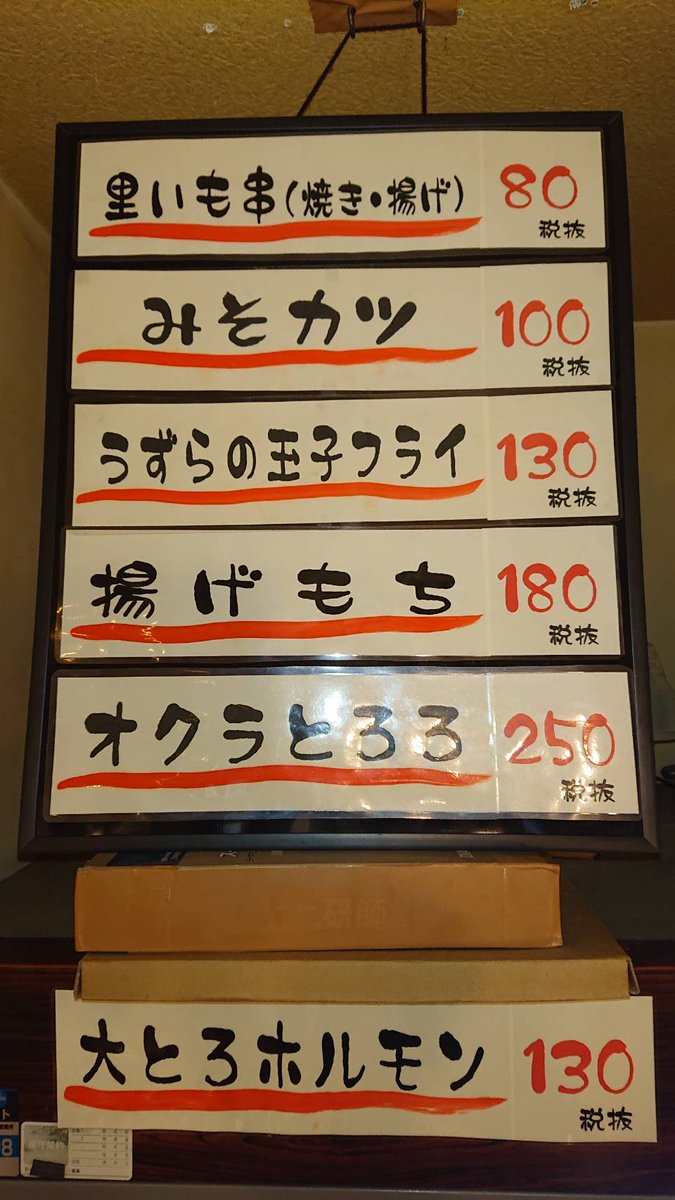 里いも串(焼き・揚げ) 80
税抜
みそカツ 100
税抜
うずらの玉子フライ 130
税抜
揚げもち 180
税抜
オクラとろろ 250
税抜
大とろホルモン 130
税抜
ト
8